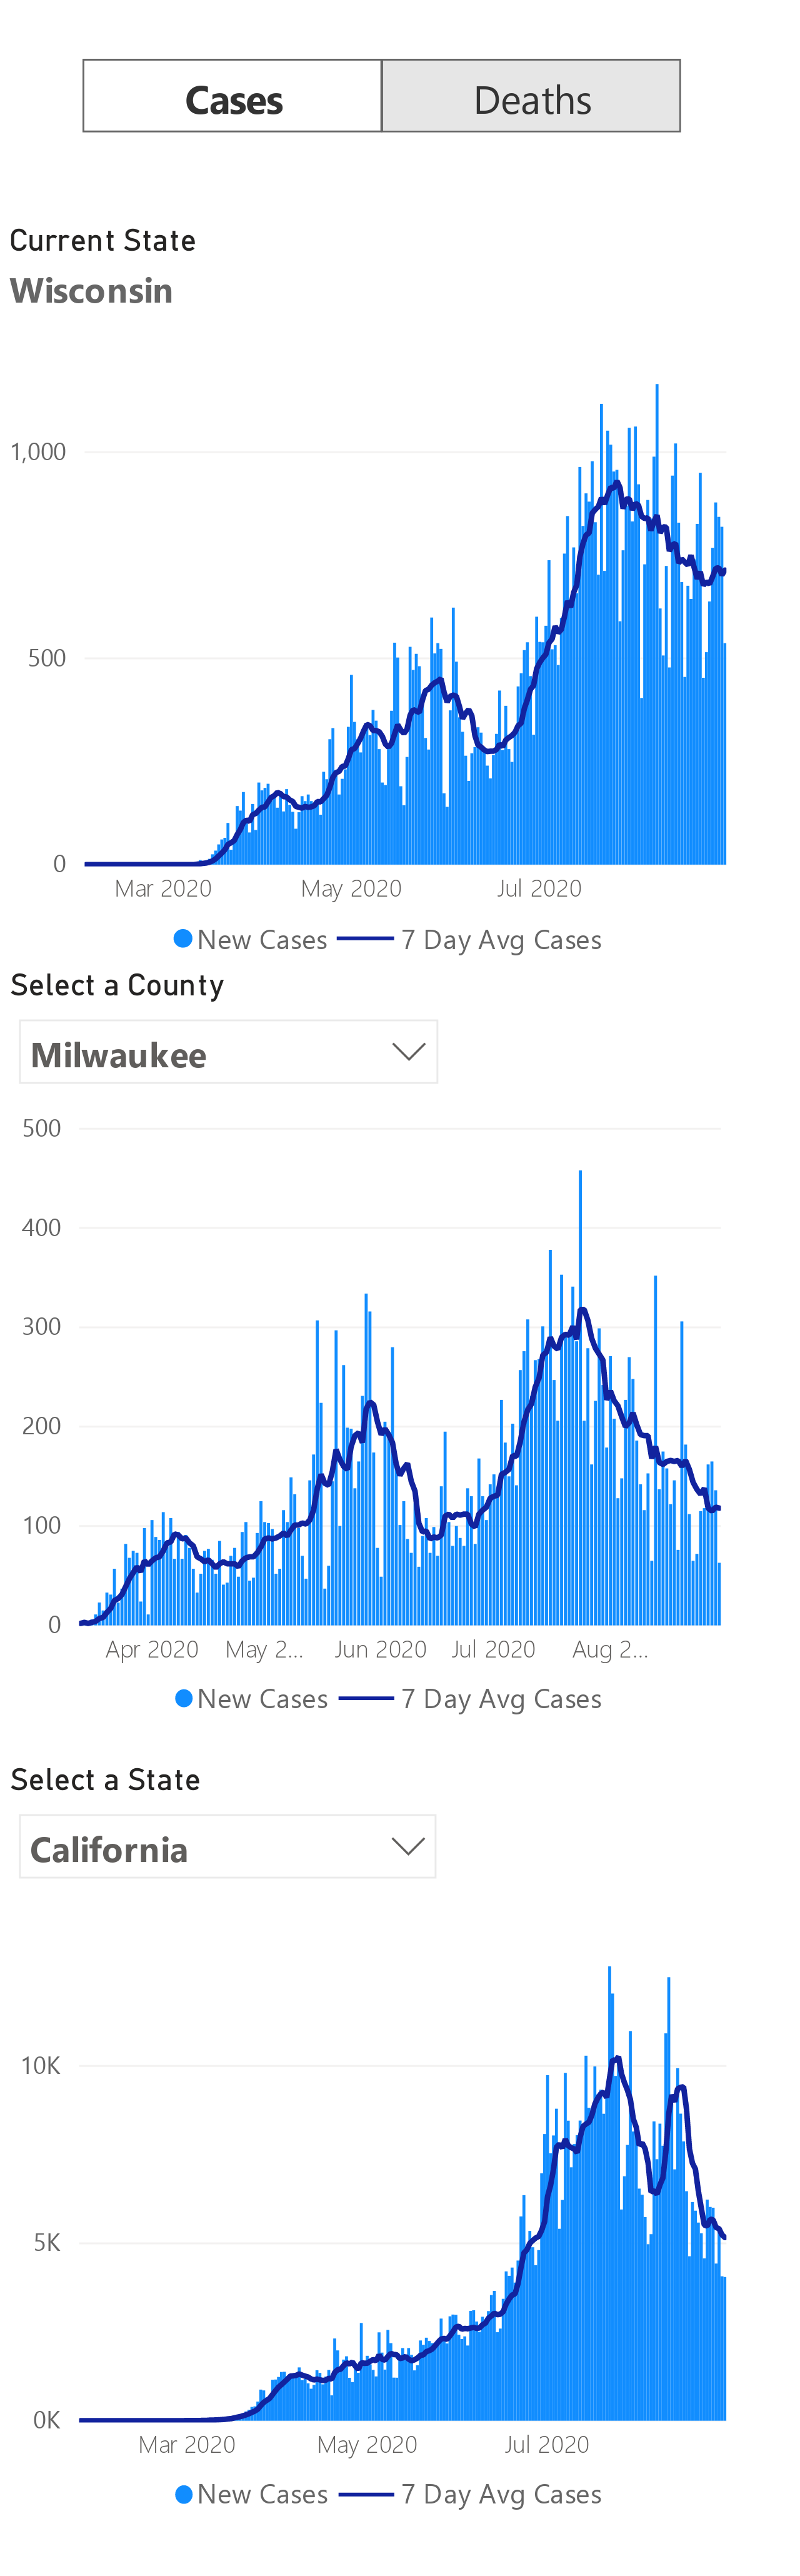 Cases Deaths
Current State
Wisconsin
1,000
500
0
Mar 2020 May 2020 Jul 2020
New Cases 7 Day Avg Cases
Select a County
Milwaukee
500
400
300
200
100
0
Apr 2020 May 2... Jun 2020 Jul 2020 Aug 2...
New Cases 7 Day Avg Cases
Select a State
California
10K
5K
0K
Mar 2020 May 2020 Jul 2020
New Cases 7 Day Avg Cases